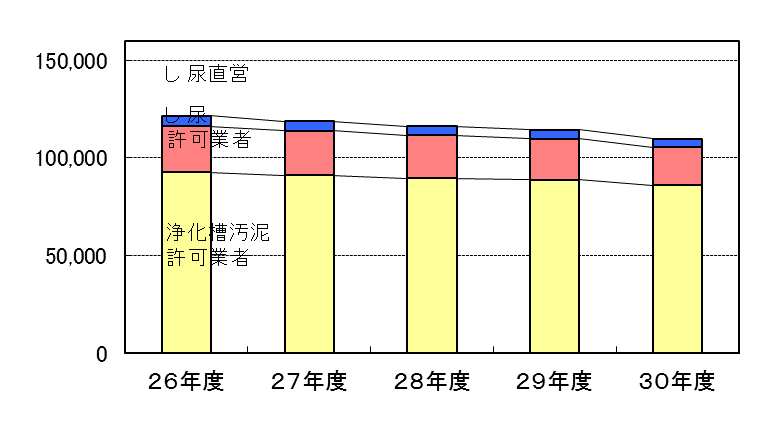 150,000
し尿直営
し尿
許可業者
100,000
浄化槽汚泥
許可業者
50,000
0
26年度 27年度 28年度 29年度 30年度